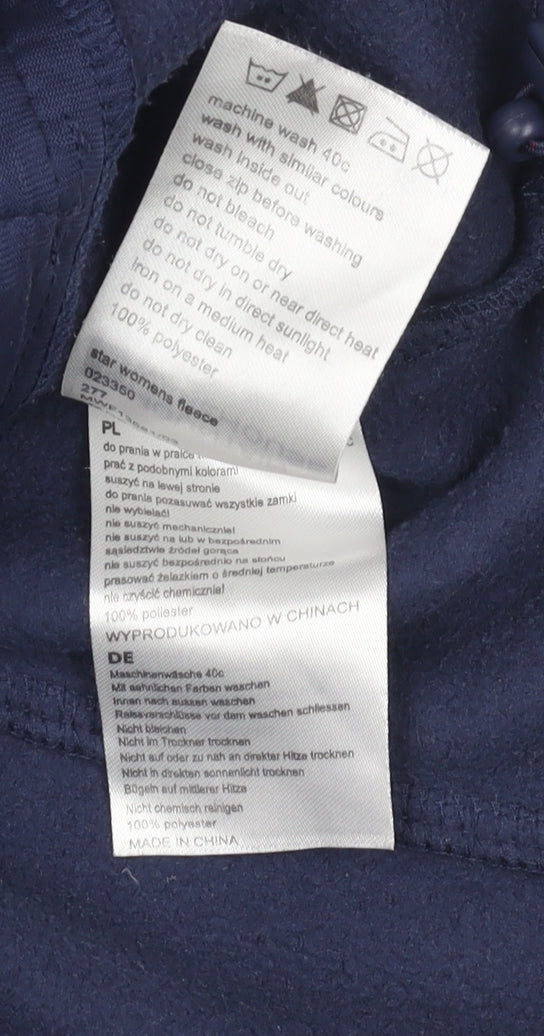 machine wash 40c
wash with similar colours
wash inside out
close zip before washing
do not bleach
do not tumble dry
do not dry on or near direct heat
do not dry in direct sunlight
iron on a medium heat
do not dry clean
100% polyester
star womens fleece
023350
277
PL
do prania w pralce
prać z podobnymi kolorami
suszyć na lewej stronie
do prania pozasuwać wszystkie zamki
nie wybielać!
nie suszyć mechanicznie!
nie suszyć na lub w bezpośrednim
sąsiedztwie źródeł gorąca
nie suszyć bezpośrednio na słońcu
prasować żelazkiem o średniej temperaturze
nie czyścić chemicznie!
100% poliester
WYPRODUKOWANO W CHINACH
DE
Maschinenwäsche 40c
Mit aehnlichen Farben waschen
Innen nach aussen waschen
Reissverschlüsse vor dem waschen schliessen
Nicht bleichen
Nicht im Trockner trocknen
Nicht auf oder zu nah an direkter Hitze trocknen
Nicht in direkten sonnenlicht trocknen
Bügeln auf mittlerer Hitze
Nicht chemisch reinigen
100% polyester
MADE IN CHINA